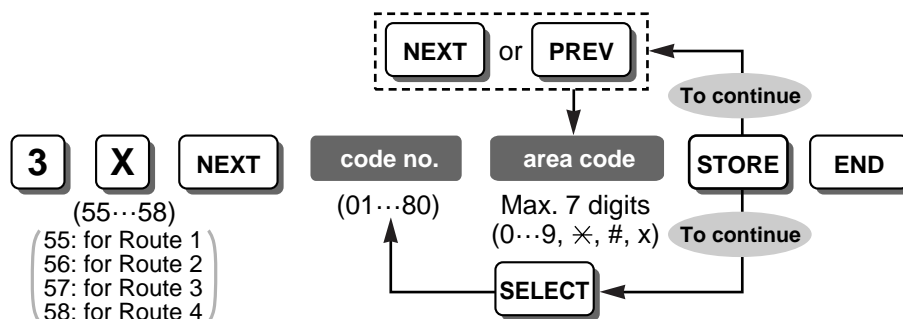 NEXT or PREV
To continue
3 X NEXT code no. area code STORE END
(55···58) (01···80) Max. 7 digits
(0···9, ✳, #, x) To continue
55: for Route 1
56: for Route 2
57: for Route 3
58: for Route 4
SELECT